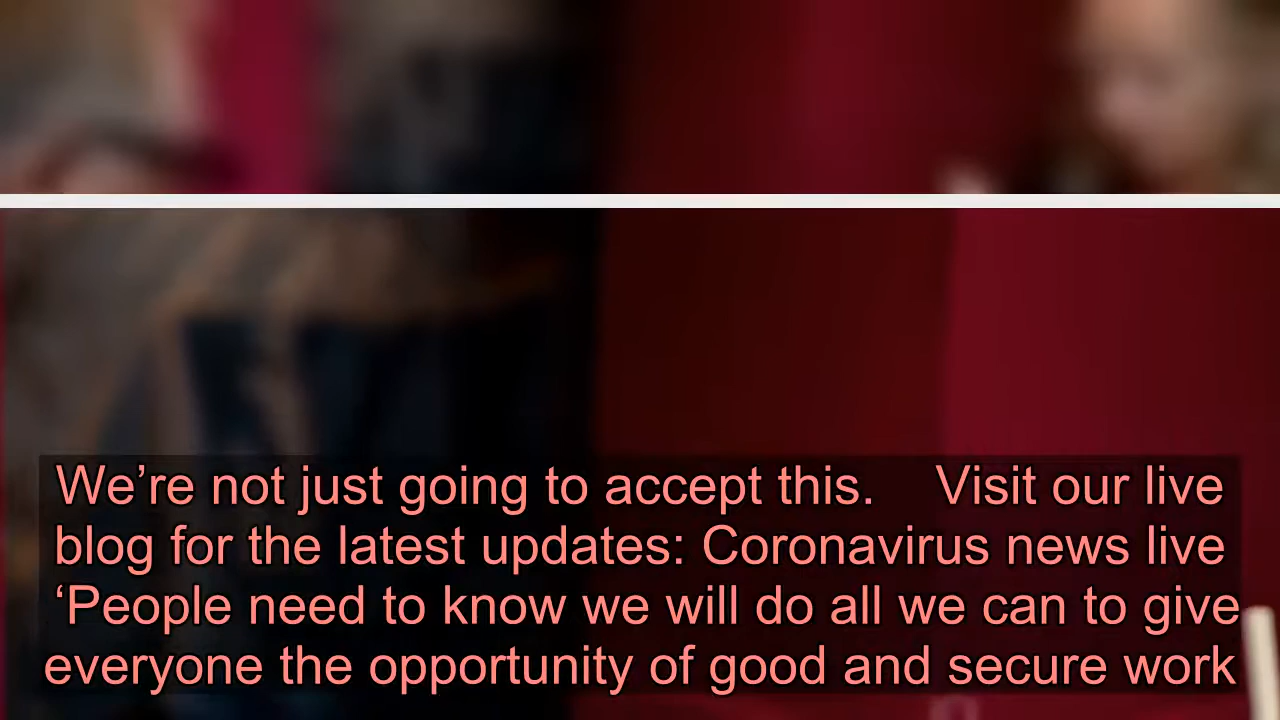 We’re not just going to accept this. Visit our live
blog for the latest updates: Coronavirus news live
‘People need to know we will do all we can to give
everyone the opportunity of good and secure work